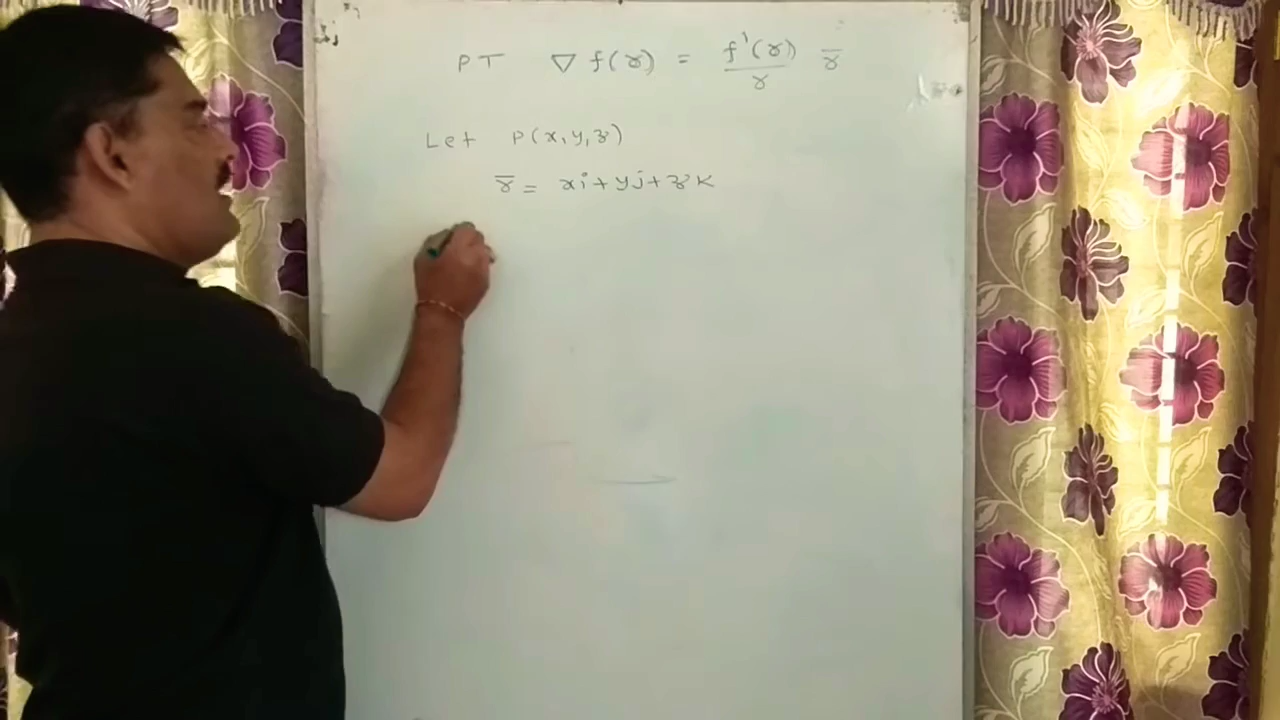 PT ∇ f(r) = f'(r)/r r̅
Let P(x,y,z)
r̅ = xi+yj+zk